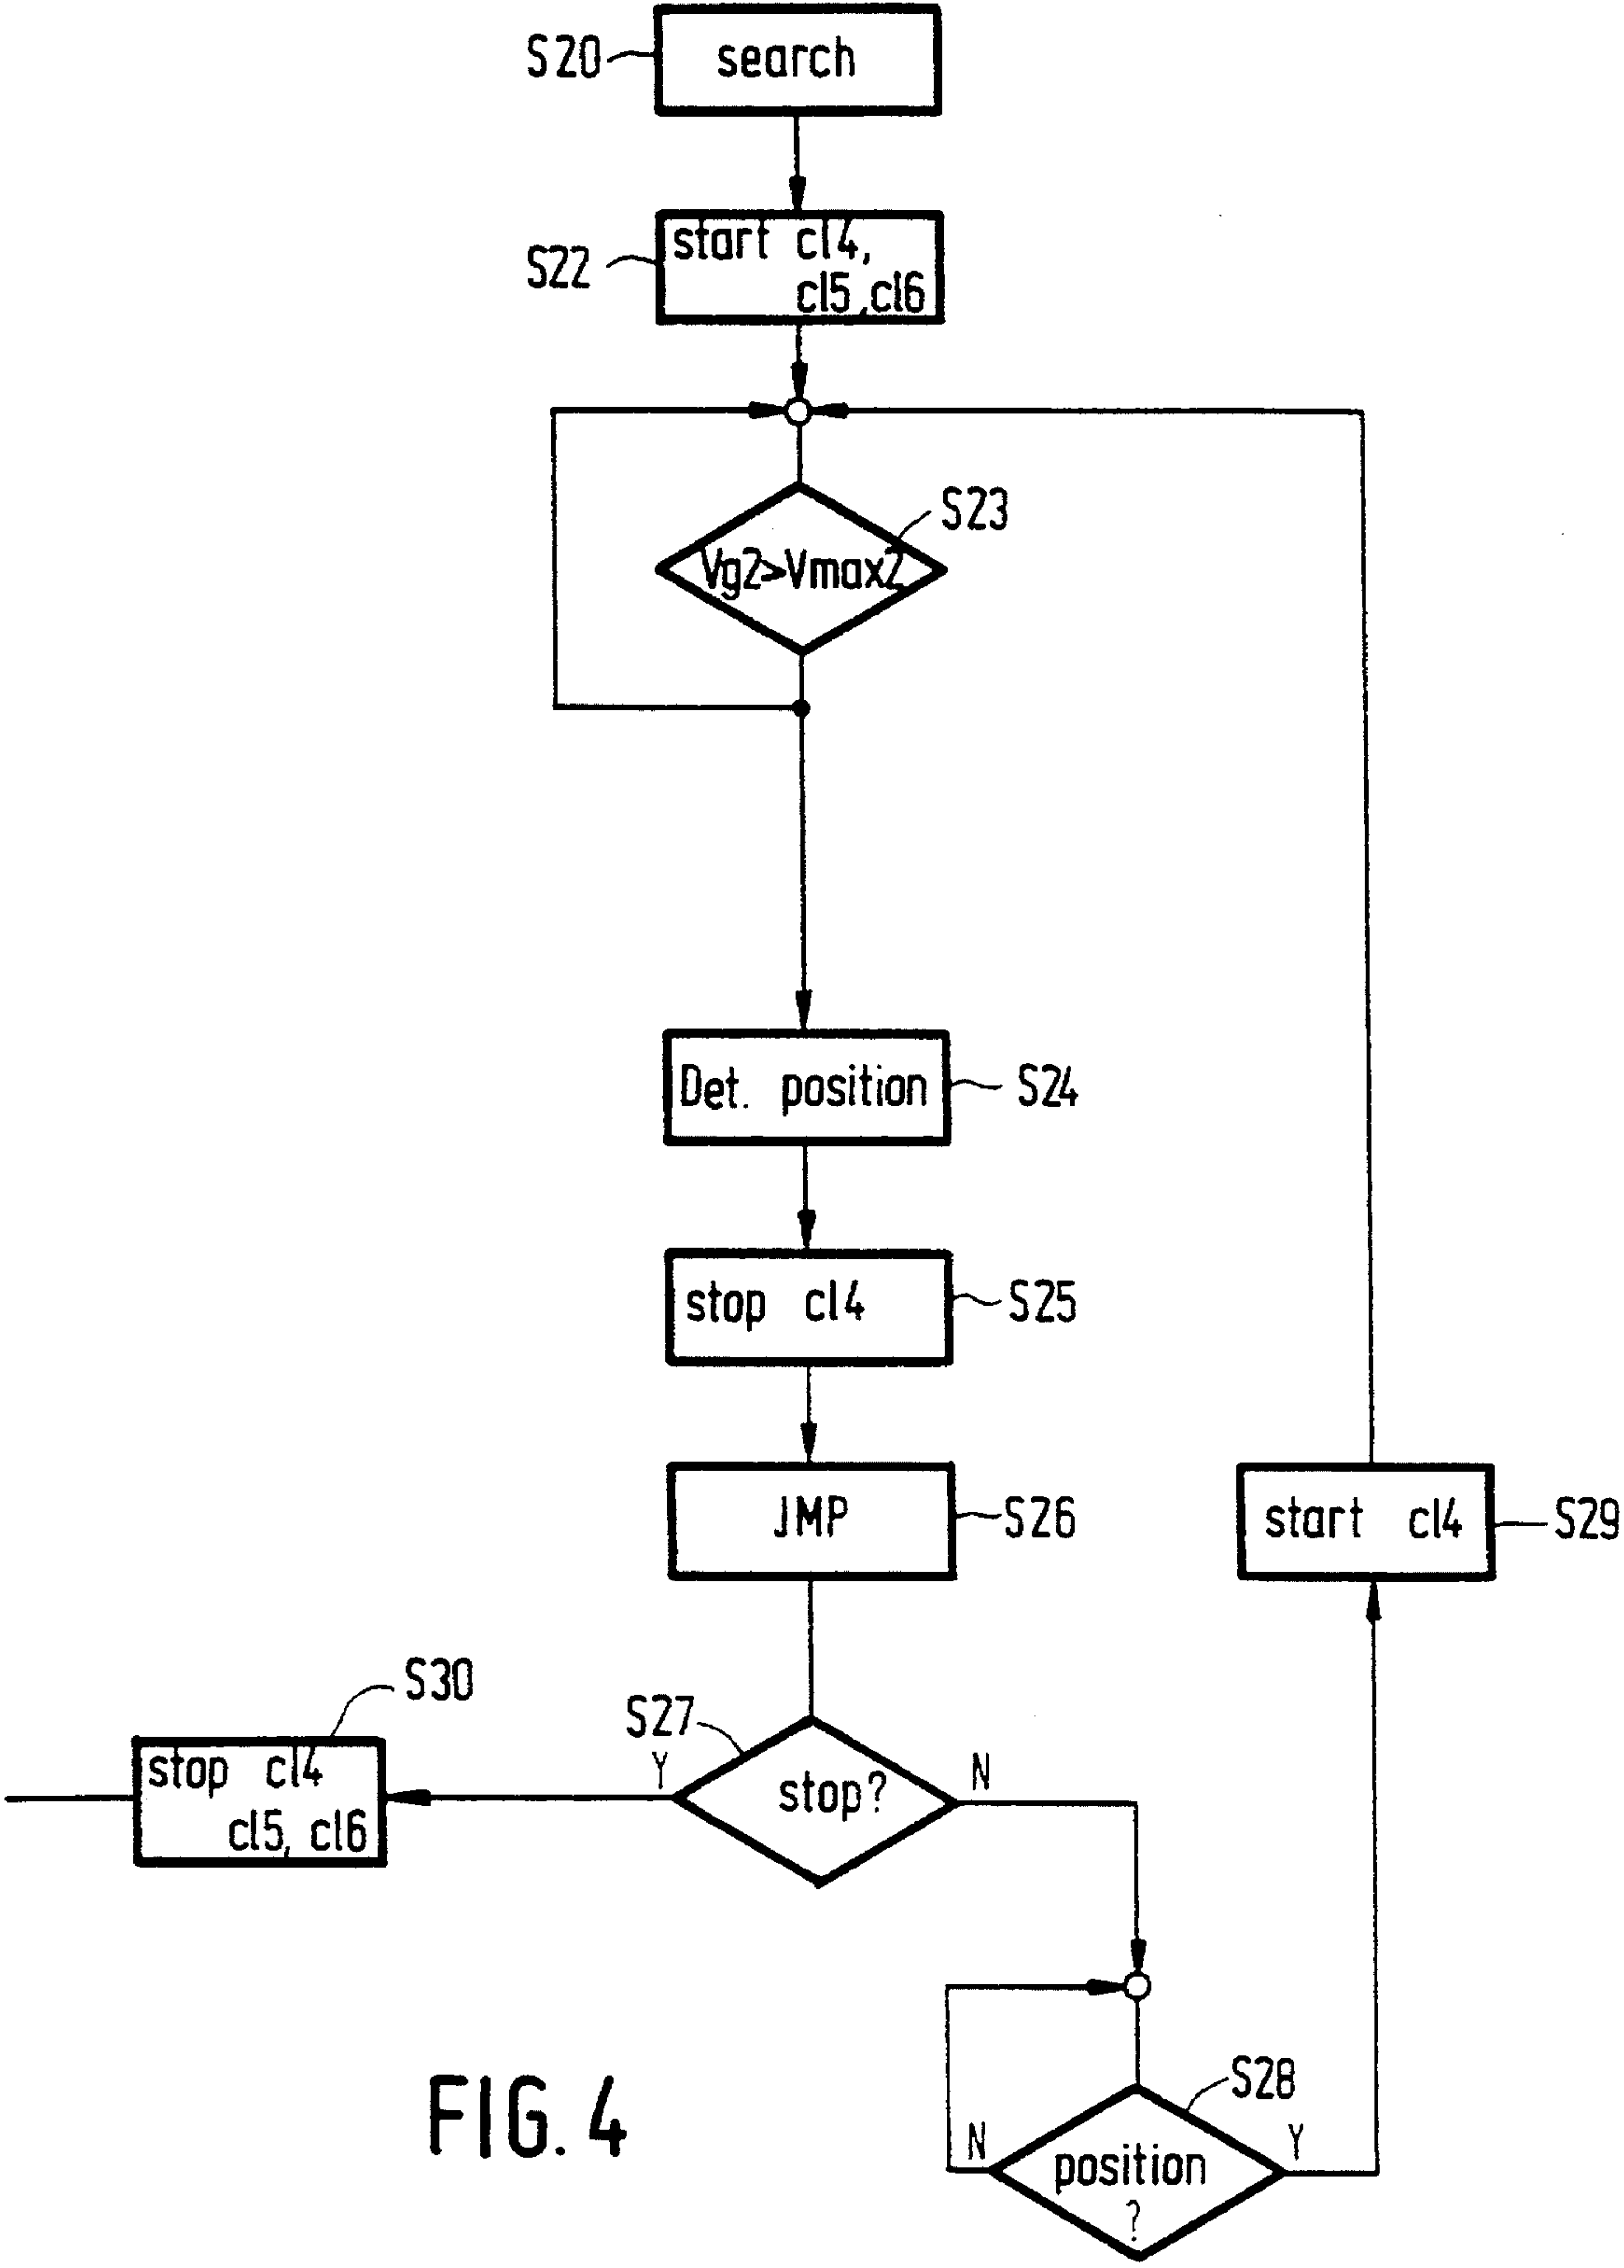 S20
search
S22
start cl4,
cl5,cl6
S23
Vg2>Vmax2
Det. position
S24
stop cl4
S25
JMP
S26
start cl4
S29
S30
stop cl4
cl5, cl6
S27
Y
stop?
N
S28
N
position
?
Y
FIG. 4